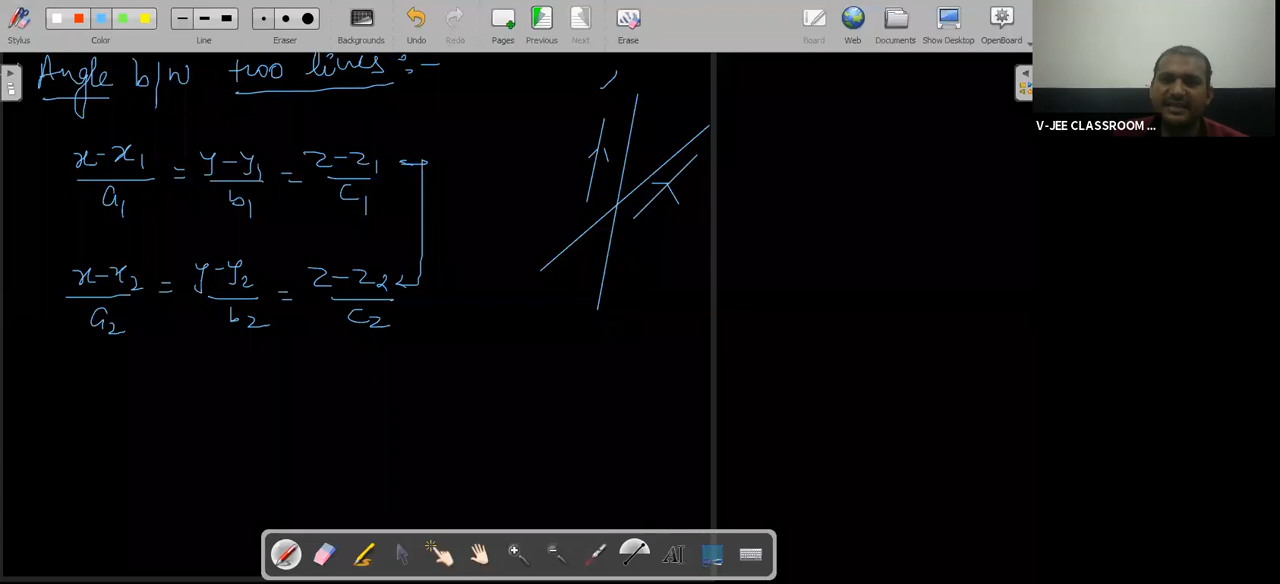 Stylus Color Line Eraser Backgrounds Undo Redo Pages Previous Next Erase Board Web Documents Show Desktop OpenBoard
Angle b/w two lines :-
x-x₁/a₁ = y-y₁/b₁ = z-z₁/c₁
x-x₂/a₂ = y-y₂/b₂ = z-z₂/c₂
V-JEE CLASSROOM ...
AI